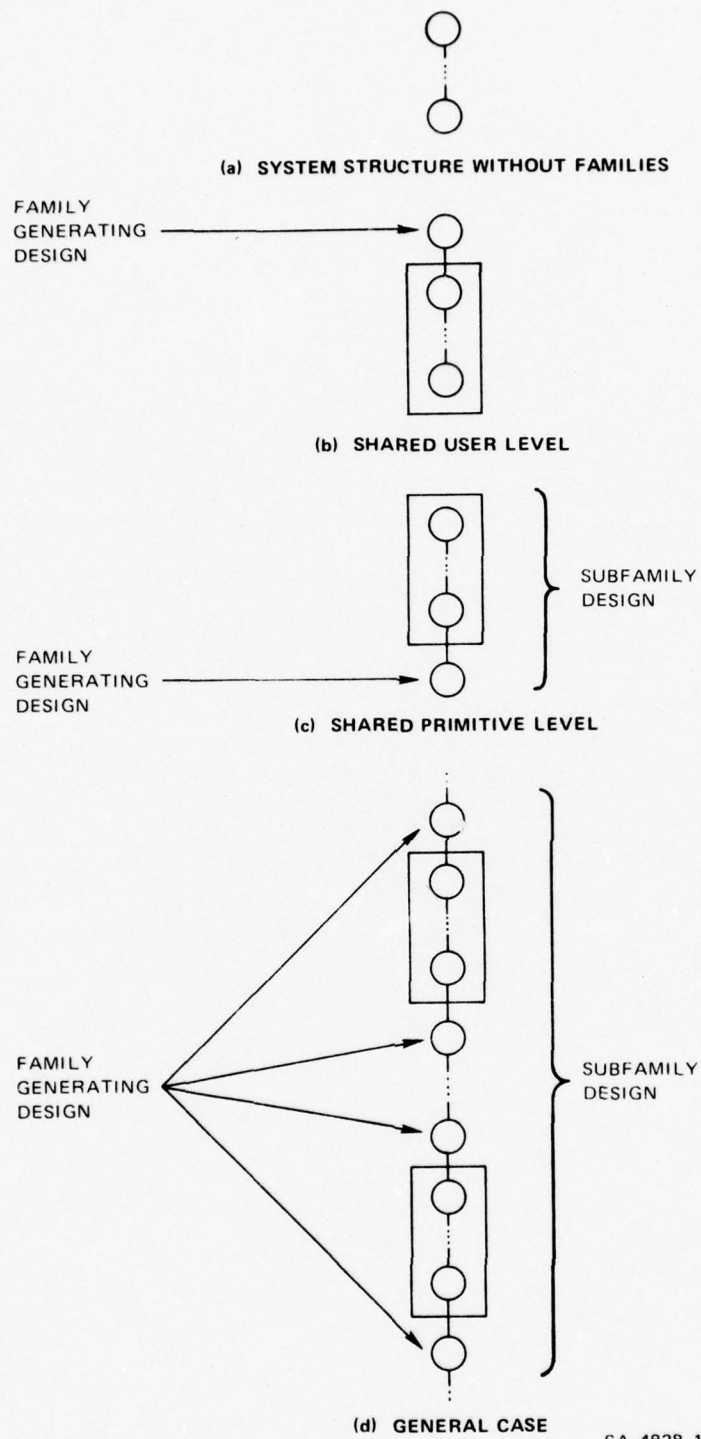 (a) SYSTEM STRUCTURE WITHOUT FAMILIES
FAMILY
GENERATING
DESIGN
(b) SHARED USER LEVEL
SUBFAMILY
DESIGN
FAMILY
GENERATING
DESIGN
(c) SHARED PRIMITIVE LEVEL
FAMILY
GENERATING
DESIGN
SUBFAMILY
DESIGN
(d) GENERAL CASE